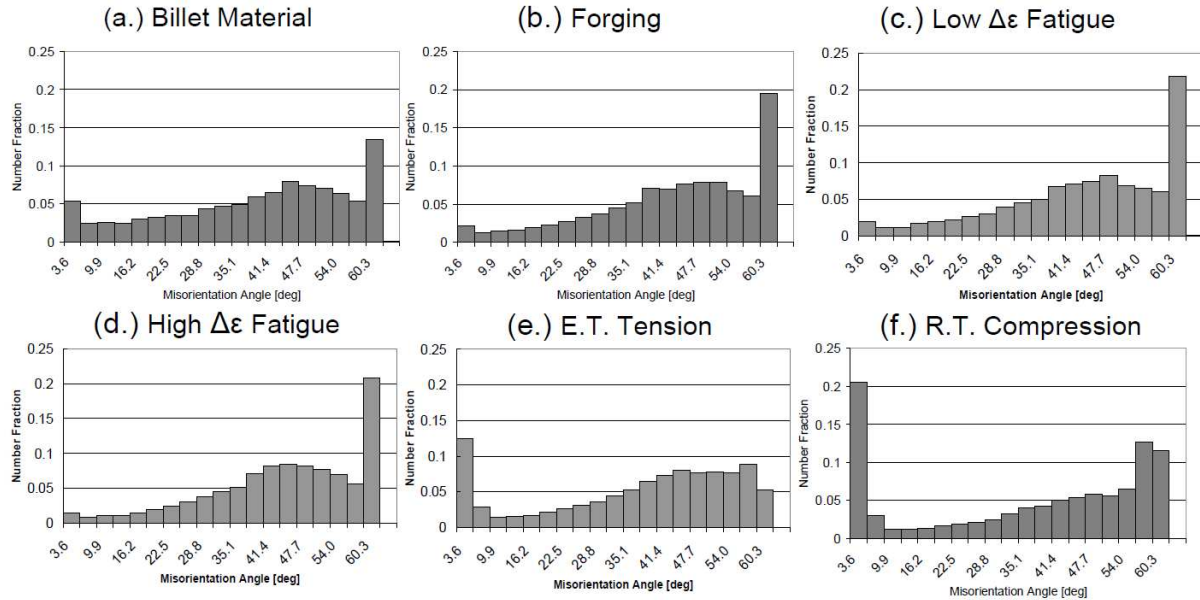 (a.) Billet Material
0.25
0.2
0.15
0.1
0.05
0
Number Fraction
3.6 9.9 16.2 22.5 28.8 35.1 41.4 47.7 54.0 60.3
Misorientation Angle [deg]
(b.) Forging
0.25
0.2
0.15
0.1
0.05
0
Number Fraction
3.6 9.9 16.2 22.5 28.8 35.1 41.4 47.7 54.0 60.3
Misorientation Angle [deg]
(c.) Low Δε Fatigue
0.25
0.2
0.15
0.1
0.05
0
Number Fraction
3.6 9.9 16.2 22.5 28.8 35.1 41.4 47.7 54.0 60.3
Misorientation Angle [deg]
(d.) High Δε Fatigue
0.25
0.2
0.15
0.1
0.05
0
Number Fraction
3.6 9.9 16.2 22.5 28.8 35.1 41.4 47.7 54.0 60.3
Misorientation Angle [deg]
(e.) E.T. Tension
0.25
0.2
0.15
0.1
0.05
0
Number Fraction
3.6 9.9 16.2 22.5 28.8 35.1 41.4 47.7 54.0 60.3
Misorientation Angle [deg]
(f.) R.T. Compression
0.25
0.2
0.15
0.1
0.05
0
Number Fraction
3.6 9.9 16.2 22.5 28.8 35.1 41.4 47.7 54.0 60.3
Misorientation Angle [deg]